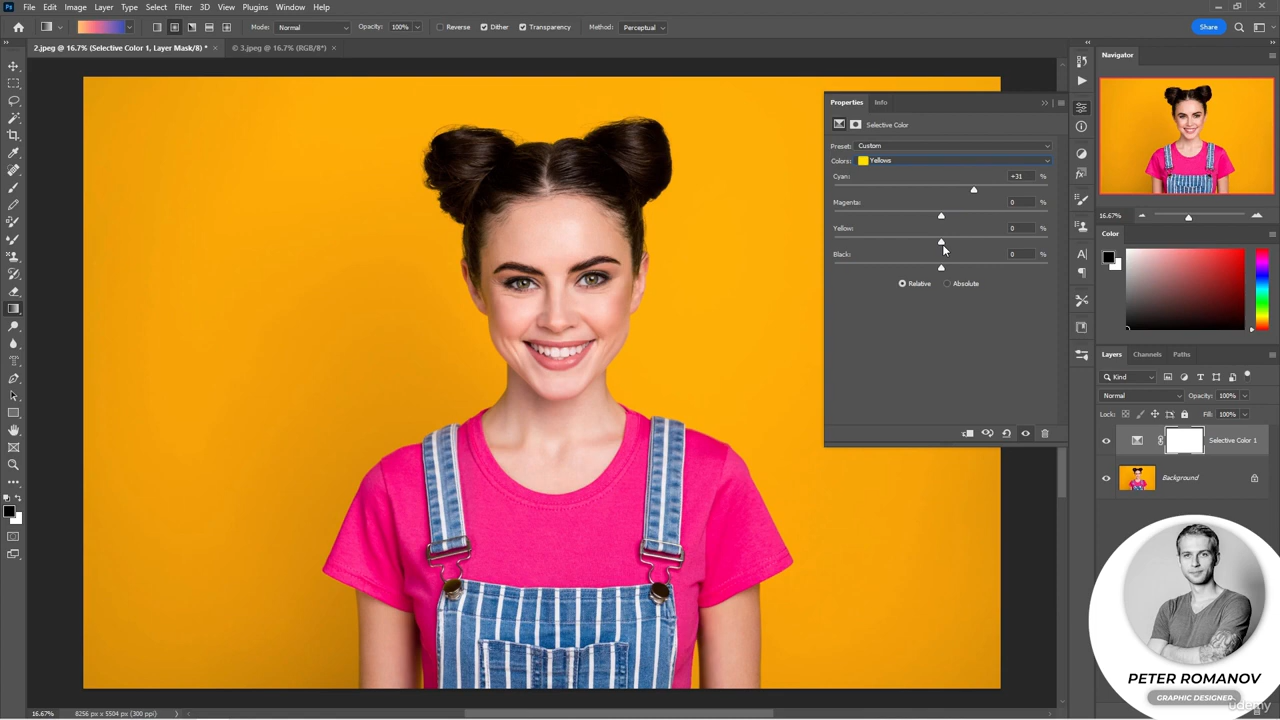 Ps File Edit Image Layer Type Select Filter 3D View Plugins Window Help
Mode: Normal Opacity: 100% Reverse Dither Transparency Method: Perceptual Share
2.jpeg @ 16.7% (Selective Color 1, Layer Mask/8) * × © 3.jpeg @ 16.7% (RGB/8*) ×
Navigator
Properties Info
Selective Color
Preset: Custom
Colors: Yellows
Cyan: +31 %
Magenta: 0 %
Yellow: 0 %
Black: 0 %
Relative Absolute
16.67%
Color
Layers Channels Paths
Kind
Normal Opacity: 100%
Lock: Fill: 100%
Selective Color 1
Background
PETER ROMANOV
GRAPHIC DESIGNER
udemy
16.67% 8256 px x 5504 px (300 ppi)